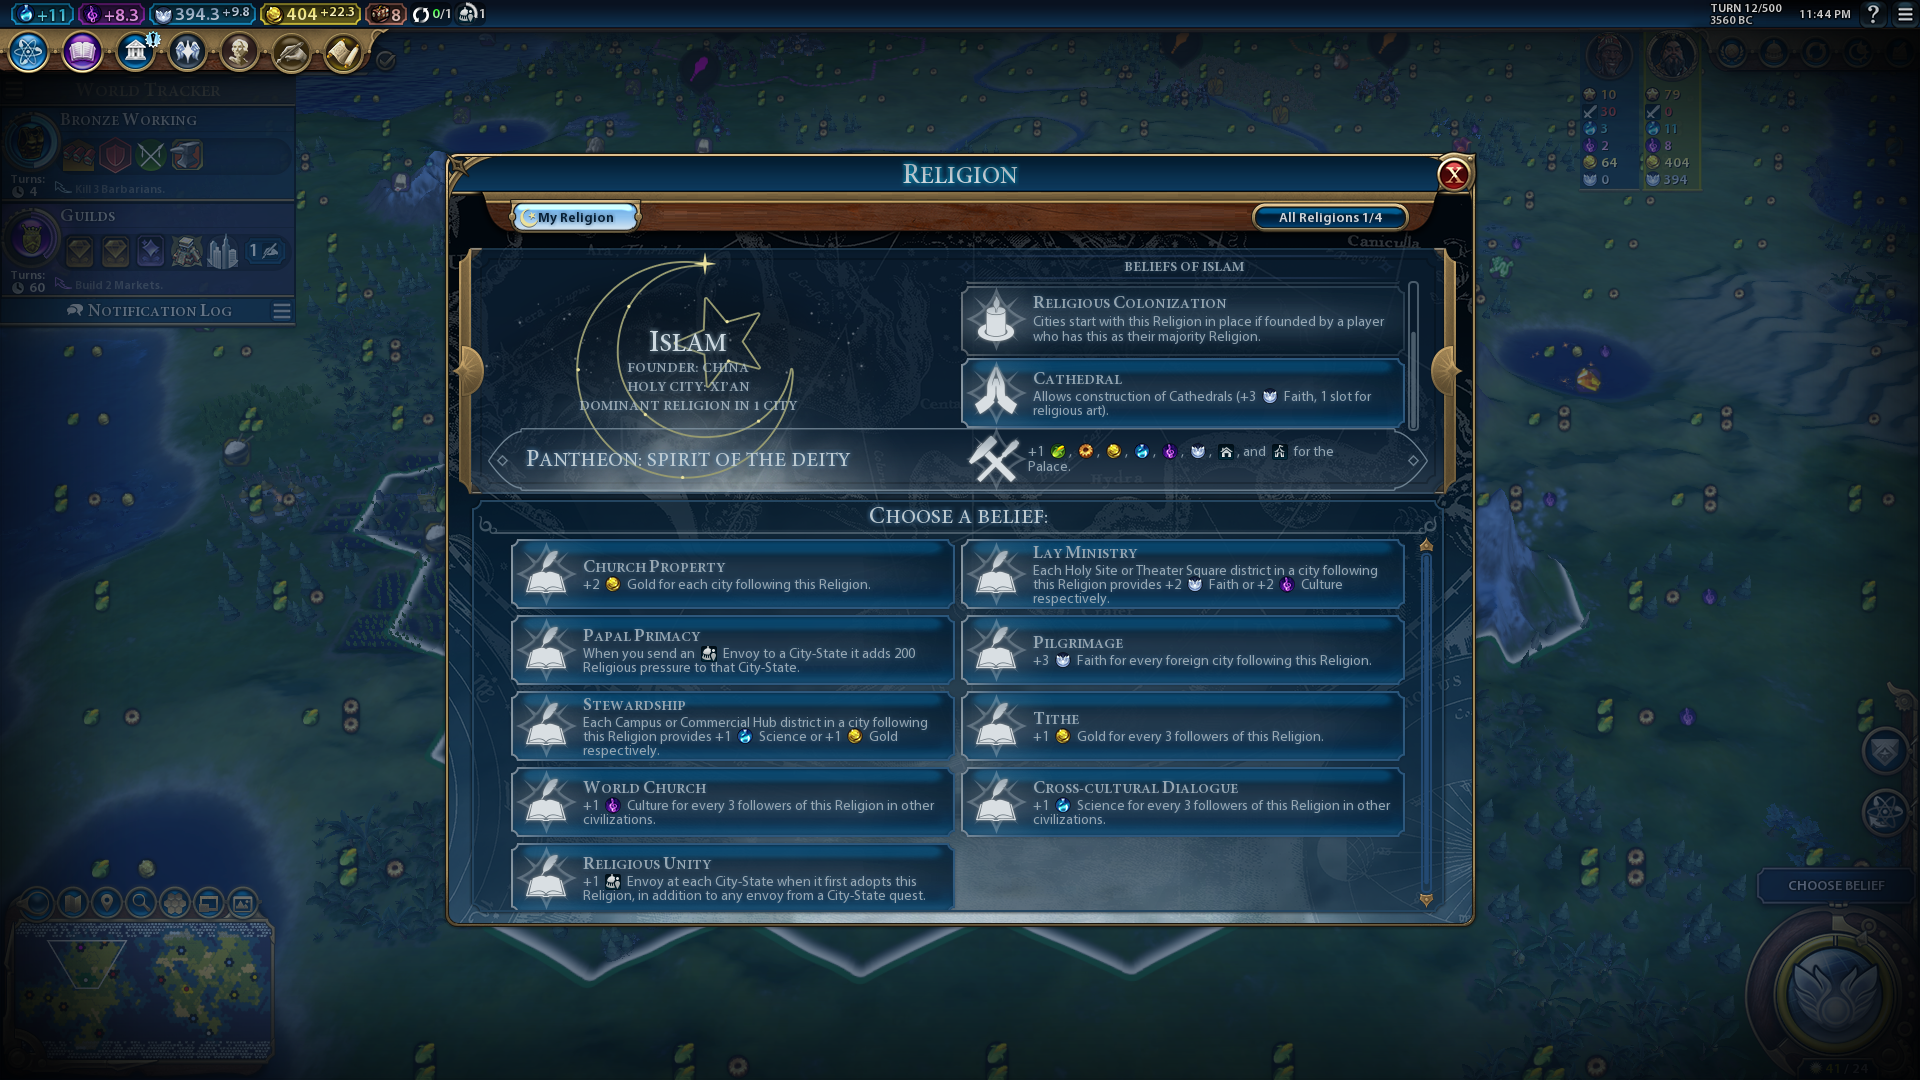 +11
+8.3
394.3 +9.8
404 +22.3
8
0/1
1
TURN 12/500
3560 BC
11:44 PM
?
WORLD TRACKER
BRONZE WORKING
Turns:
4
Kill 3 Barbarians.
GUILDS
1
Turns:
60
Build 2 Markets.
NOTIFICATION LOG
10
30
3
2
64
0
79
0
11
8
404
394
RELIGION
X
My Religion
All Religions 1/4
Canicula
ISLAM
FOUNDER: CHINA
HOLY CITY: XI'AN
DOMINANT RELIGION IN 1 CITY
BELIEFS OF ISLAM
RELIGIOUS COLONIZATION
Cities start with this Religion in place if founded by a player
who has this as their majority Religion.
CATHEDRAL
Allows construction of Cathedrals (+3 Faith, 1 slot for
religious art).
PANTHEON: SPIRIT OF THE DEITY
+1 , , , , , , , and for the
Palace.
Hydra
CHOOSE A BELIEF:
CHURCH PROPERTY
+2 Gold for each city following this Religion.
LAY MINISTRY
Each Holy Site or Theater Square district in a city following
this Religion provides +2 Faith or +2 Culture
respectively.
PAPAL PRIMACY
When you send an Envoy to a City-State it adds 200
Religious pressure to that City-State.
PILGRIMAGE
+3 Faith for every foreign city following this Religion.
STEWARDSHIP
Each Campus or Commercial Hub district in a city following
this Religion provides +1 Science or +1 Gold
respectively.
TITHE
+1 Gold for every 3 followers of this Religion.
WORLD CHURCH
+1 Culture for every 3 followers of this Religion in other
civilizations.
CROSS-CULTURAL DIALOGUE
+1 Science for every 3 followers of this Religion in other
civilizations.
RELIGIOUS UNITY
+1 Envoy at each City-State when it first adopts this
Religion, in addition to any envoy from a City-State quest.
CHOOSE BELIEF
41 / 24